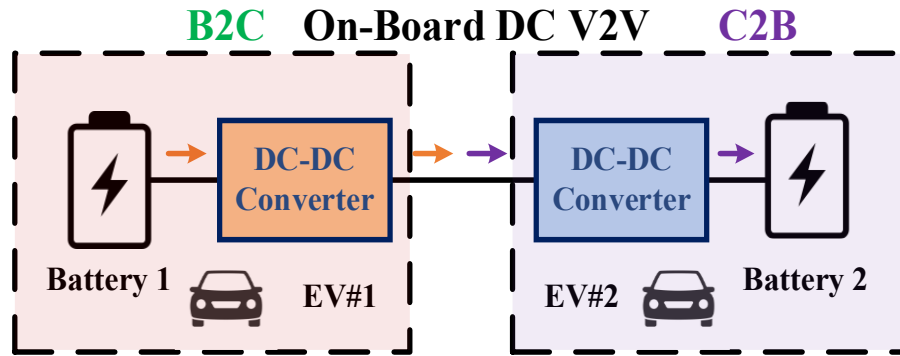 B2C On-Board DC V2V C2B
DC-DC
Converter
DC-DC
Converter
Battery 1
EV#1
EV#2
Battery 2